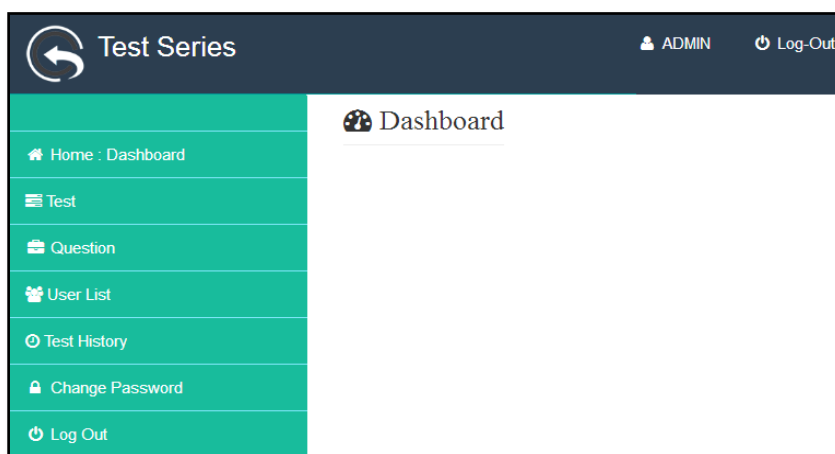 Test Series
ADMIN
Log-Out
Dashboard
Home : Dashboard
Test
Question
User List
Test History
Change Password
Log Out